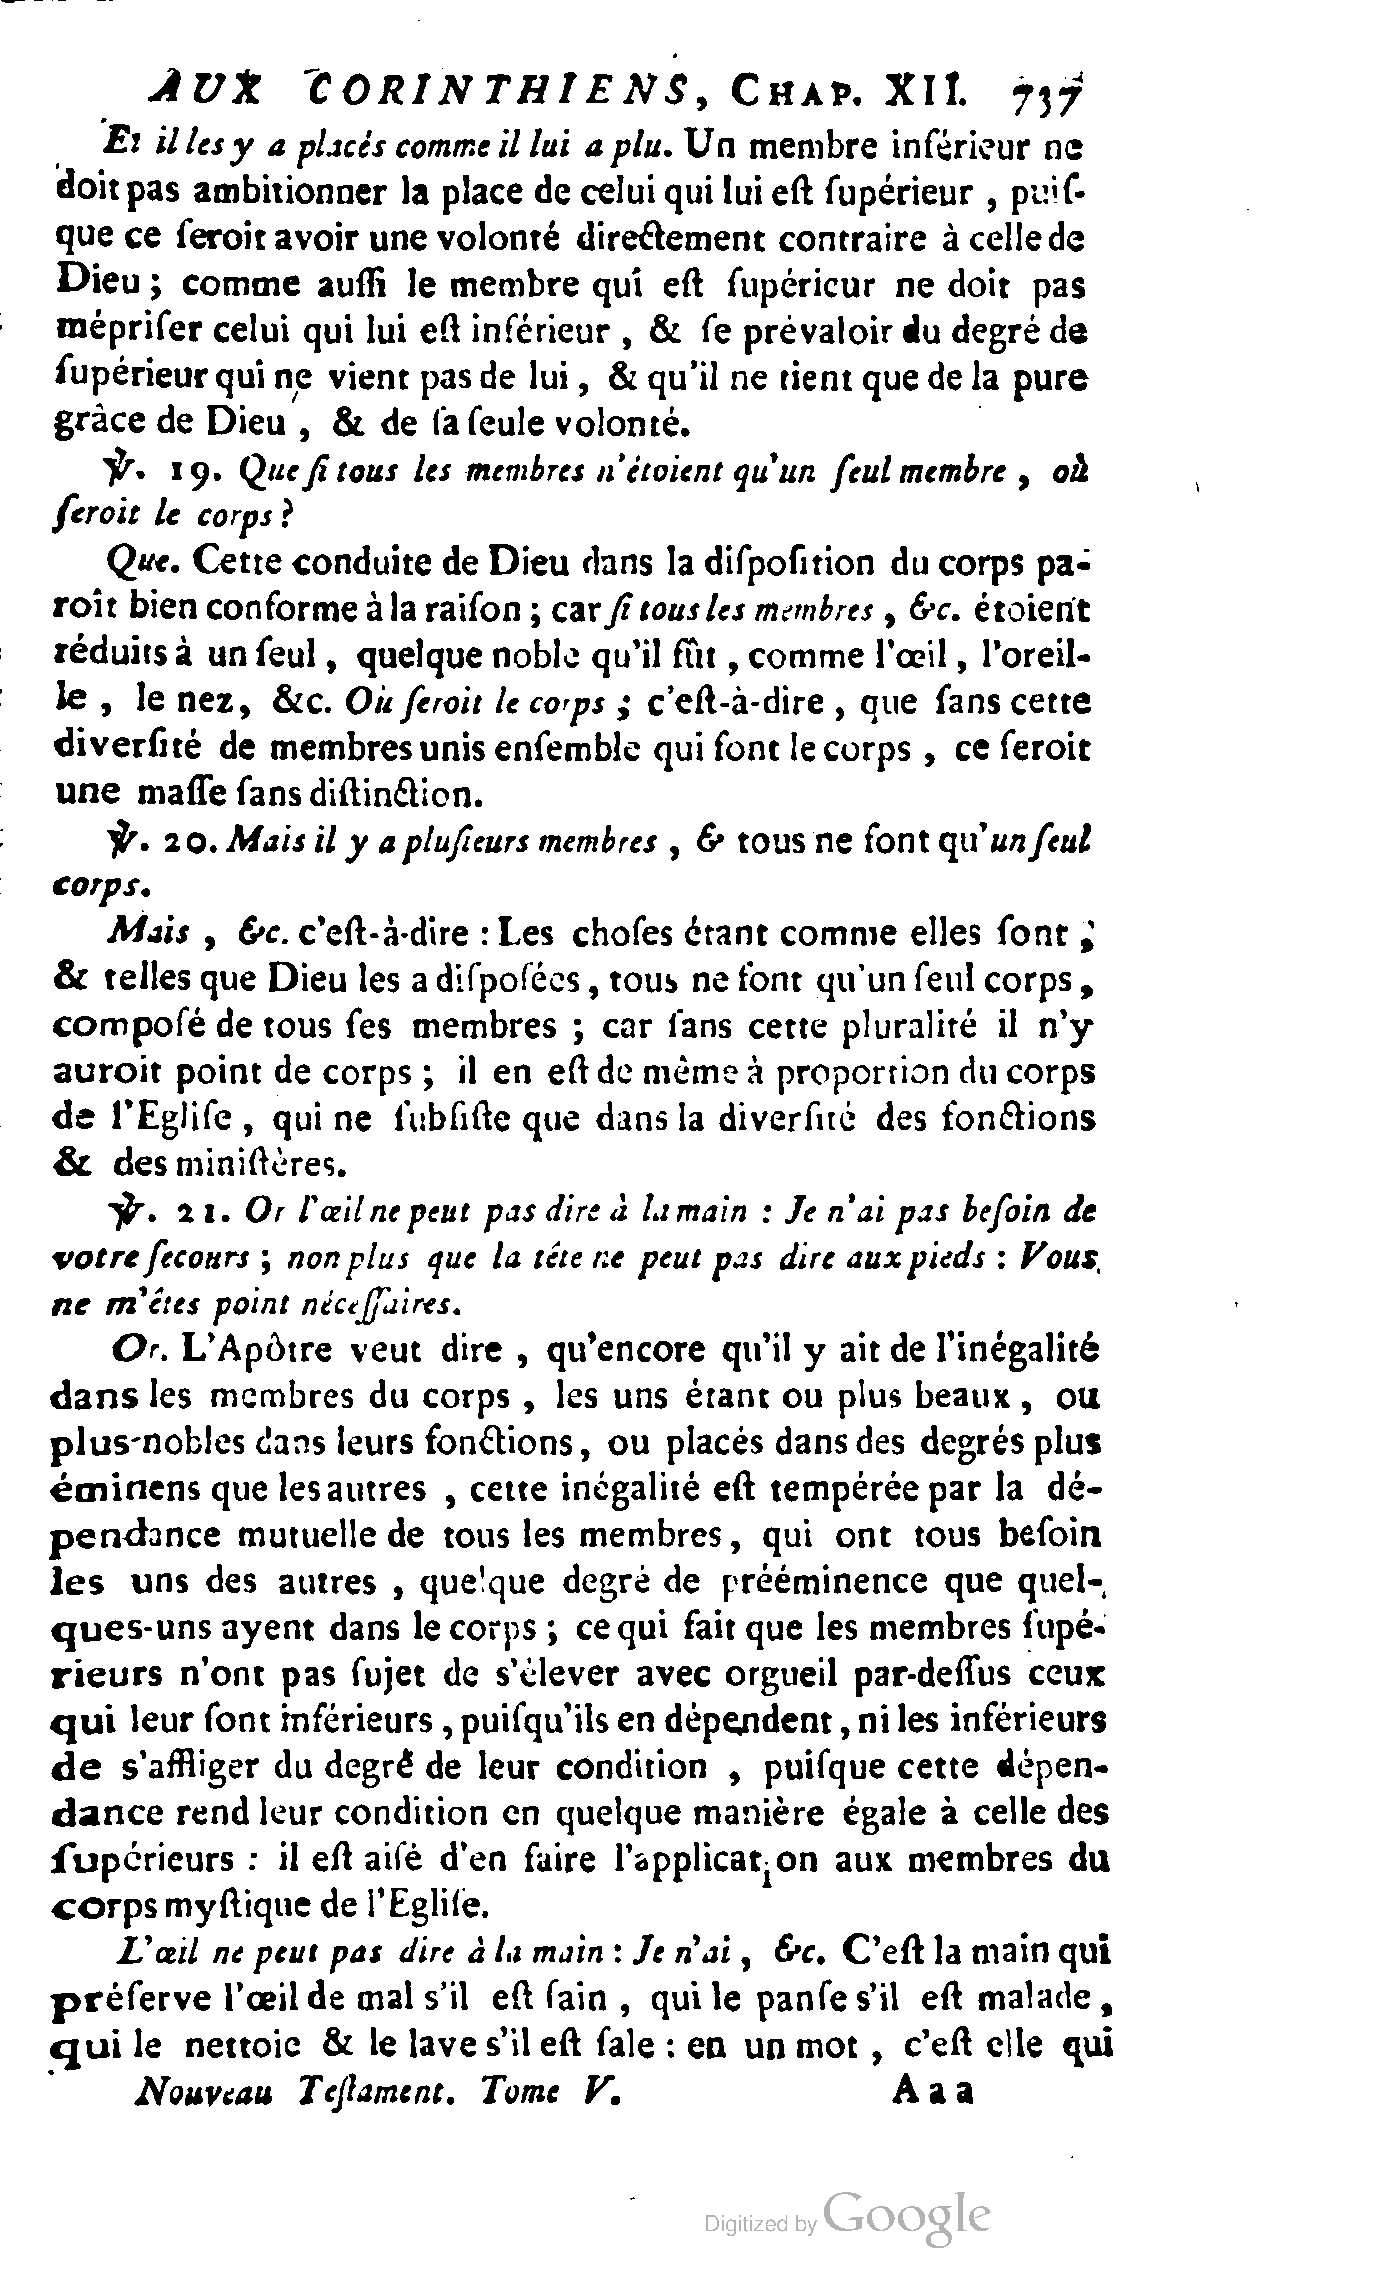 AUX CORINTHIENS, CHAP. XII. 737
Et il les y a placés comme il lui a plu. Un membre inférieur ne
doit pas ambitionner la place de celui qui lui eſt ſupérieur , puiſ-
que ce ſeroit avoir une volonté directement contraire à celle de
Dieu ; comme auſſi le membre qui eſt ſupérieur ne doit pas
mépriſer celui qui lui eſt inférieur , & ſe prévaloir du degré de
ſupérieur qui ne vient pas de lui , & qu'il ne tient que de la pure
grâce de Dieu , & de ſa ſeule volonté.
℣. 19. Que ſi tous les membres n'étoient qu'un ſeul membre , où
ſeroit le corps ?
Que. Cette conduite de Dieu dans la diſpoſition du corps pa-
roît bien conforme à la raiſon ; car ſi tous les membres , &c. étoient
réduits à un ſeul , quelque noble qu'il fût , comme l'œil , l'oreil-
le , le nez , &c. Où ſeroit le corps ; c'eſt-à-dire , que ſans cette
diverſité de membres unis enſemble qui font le corps , ce ſeroit
une maſſe ſans diſtinction.
℣. 20. Mais il y a pluſieurs membres , & tous ne font qu'un ſeul
corps.
Mais , &c. c'eſt-à-dire : Les choſes étant comme elles ſont ,
& telles que Dieu les a diſpoſées , tous ne font qu'un ſeul corps ,
compoſé de tous ſes membres ; car ſans cette pluralité il n'y
auroit point de corps ; il en eſt de même à proportion du corps
de l'Egliſe , qui ne ſubſiſte que dans la diverſité des fonctions
& des miniſtères.
℣. 21. Or l'œil ne peut pas dire à la main : Je n'ai pas beſoin de
votre ſecours ; non plus que la tête ne peut pas dire aux pieds : Vous
ne m'êtes point néceſſaires.
Or. L'Apôtre veut dire , qu'encore qu'il y ait de l'inégalité
dans les membres du corps , les uns étant ou plus beaux , ou
plus-nobles dans leurs fonctions , ou placés dans des degrés plus
éminens que les autres , cette inégalité eſt tempérée par la dé-
pendance mutuelle de tous les membres , qui ont tous beſoin
les uns des autres , quelque degré de prééminence que quel-
ques-uns ayent dans le corps ; ce qui fait que les membres ſupé-
rieurs n'ont pas ſujet de s'élever avec orgueil par-deſſus ceux
qui leur ſont inférieurs , puiſqu'ils en dépendent , ni les inférieurs
de s'affliger du degré de leur condition , puiſque cette dépen-
dance rend leur condition en quelque manière égale à celle des
ſupérieurs : il eſt aiſé d'en faire l'application aux membres du
corps myſtique de l'Egliſe.
L'œil ne peut pas dire à la main : Je n'ai , &c. C'eſt la main qui
préſerve l'œil de mal s'il eſt ſain , qui le panſe s'il eſt malade ,
qui le nettoie & le lave s'il eſt ſale : en un mot , c'eſt elle qui
Nouveau Teſtament. Tome V. Aaa
Digitized by Google